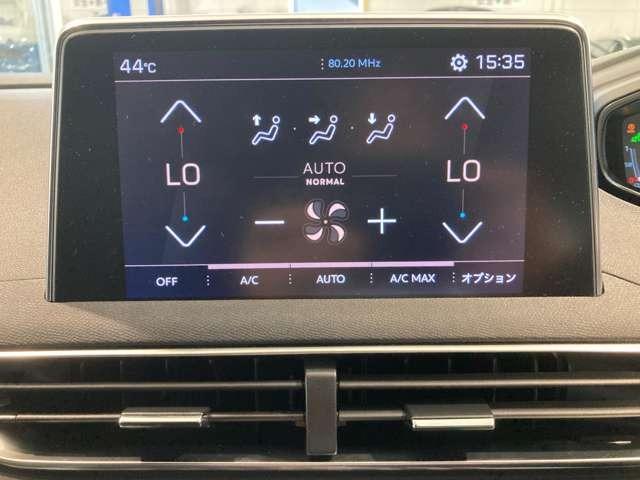 44°C 80.20 MHz 15:35
LO LO
AUTO
NORMAL
OFF A/C AUTO A/C MAX オプション